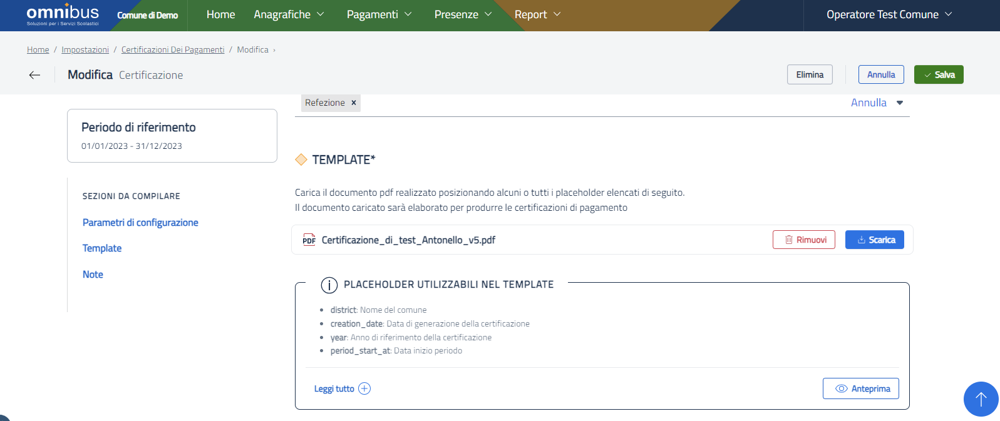 omnibus
Soluzioni per i Servizi Scolastici
Comune di Demo
Home Anagrafiche Pagamenti Presenze Report
Operatore Test Comune
Home / Impostazioni / Certificazioni Dei Pagamenti / Modifica ›
Modifica Certificazione
Elimina Annulla Salva
Refezione x
Annulla
Periodo di riferimento
01/01/2023 - 31/12/2023
SEZIONI DA COMPILARE
Parametri di configurazione
Template
Note
TEMPLATE*
Carica il documento pdf realizzato posizionando alcuni o tutti i placeholder elencati di seguito.
Il documento caricato sarà elaborato per produrre le certificazioni di pagamento
PDF Certificazione_di_test_Antonello_v5.pdf
Rimuovi Scarica
PLACEHOLDER UTILIZZABILI NEL TEMPLATE
• district: Nome del comune
• creation_date: Data di generazione della certificazione
• year: Anno di riferimento della certificazione
• period_start_at: Data inizio periodo
Leggi tutto
Anteprima